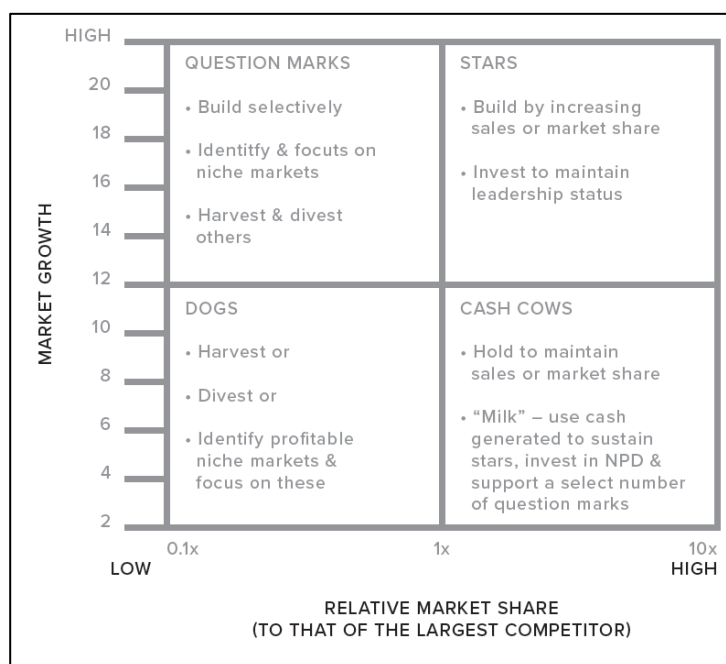 HIGH
20
18
16
14
12
10
8
6
4
2
MARKET GROWTH
QUESTION MARKS
• Build selectively
• Identitfy & focuts on
niche markets
• Harvest & divest
others
STARS
• Build by increasing
sales or market share
• Invest to maintain
leadership status
DOGS
• Harvest or
• Divest or
• Identify profitable
niche markets &
focus on these
CASH COWS
• Hold to maintain
sales or market share
• “Milk” – use cash
generated to sustain
stars, invest in NPD &
support a select number
of question marks
0.1x
1x
10x
LOW
HIGH
RELATIVE MARKET SHARE
(TO THAT OF THE LARGEST COMPETITOR)